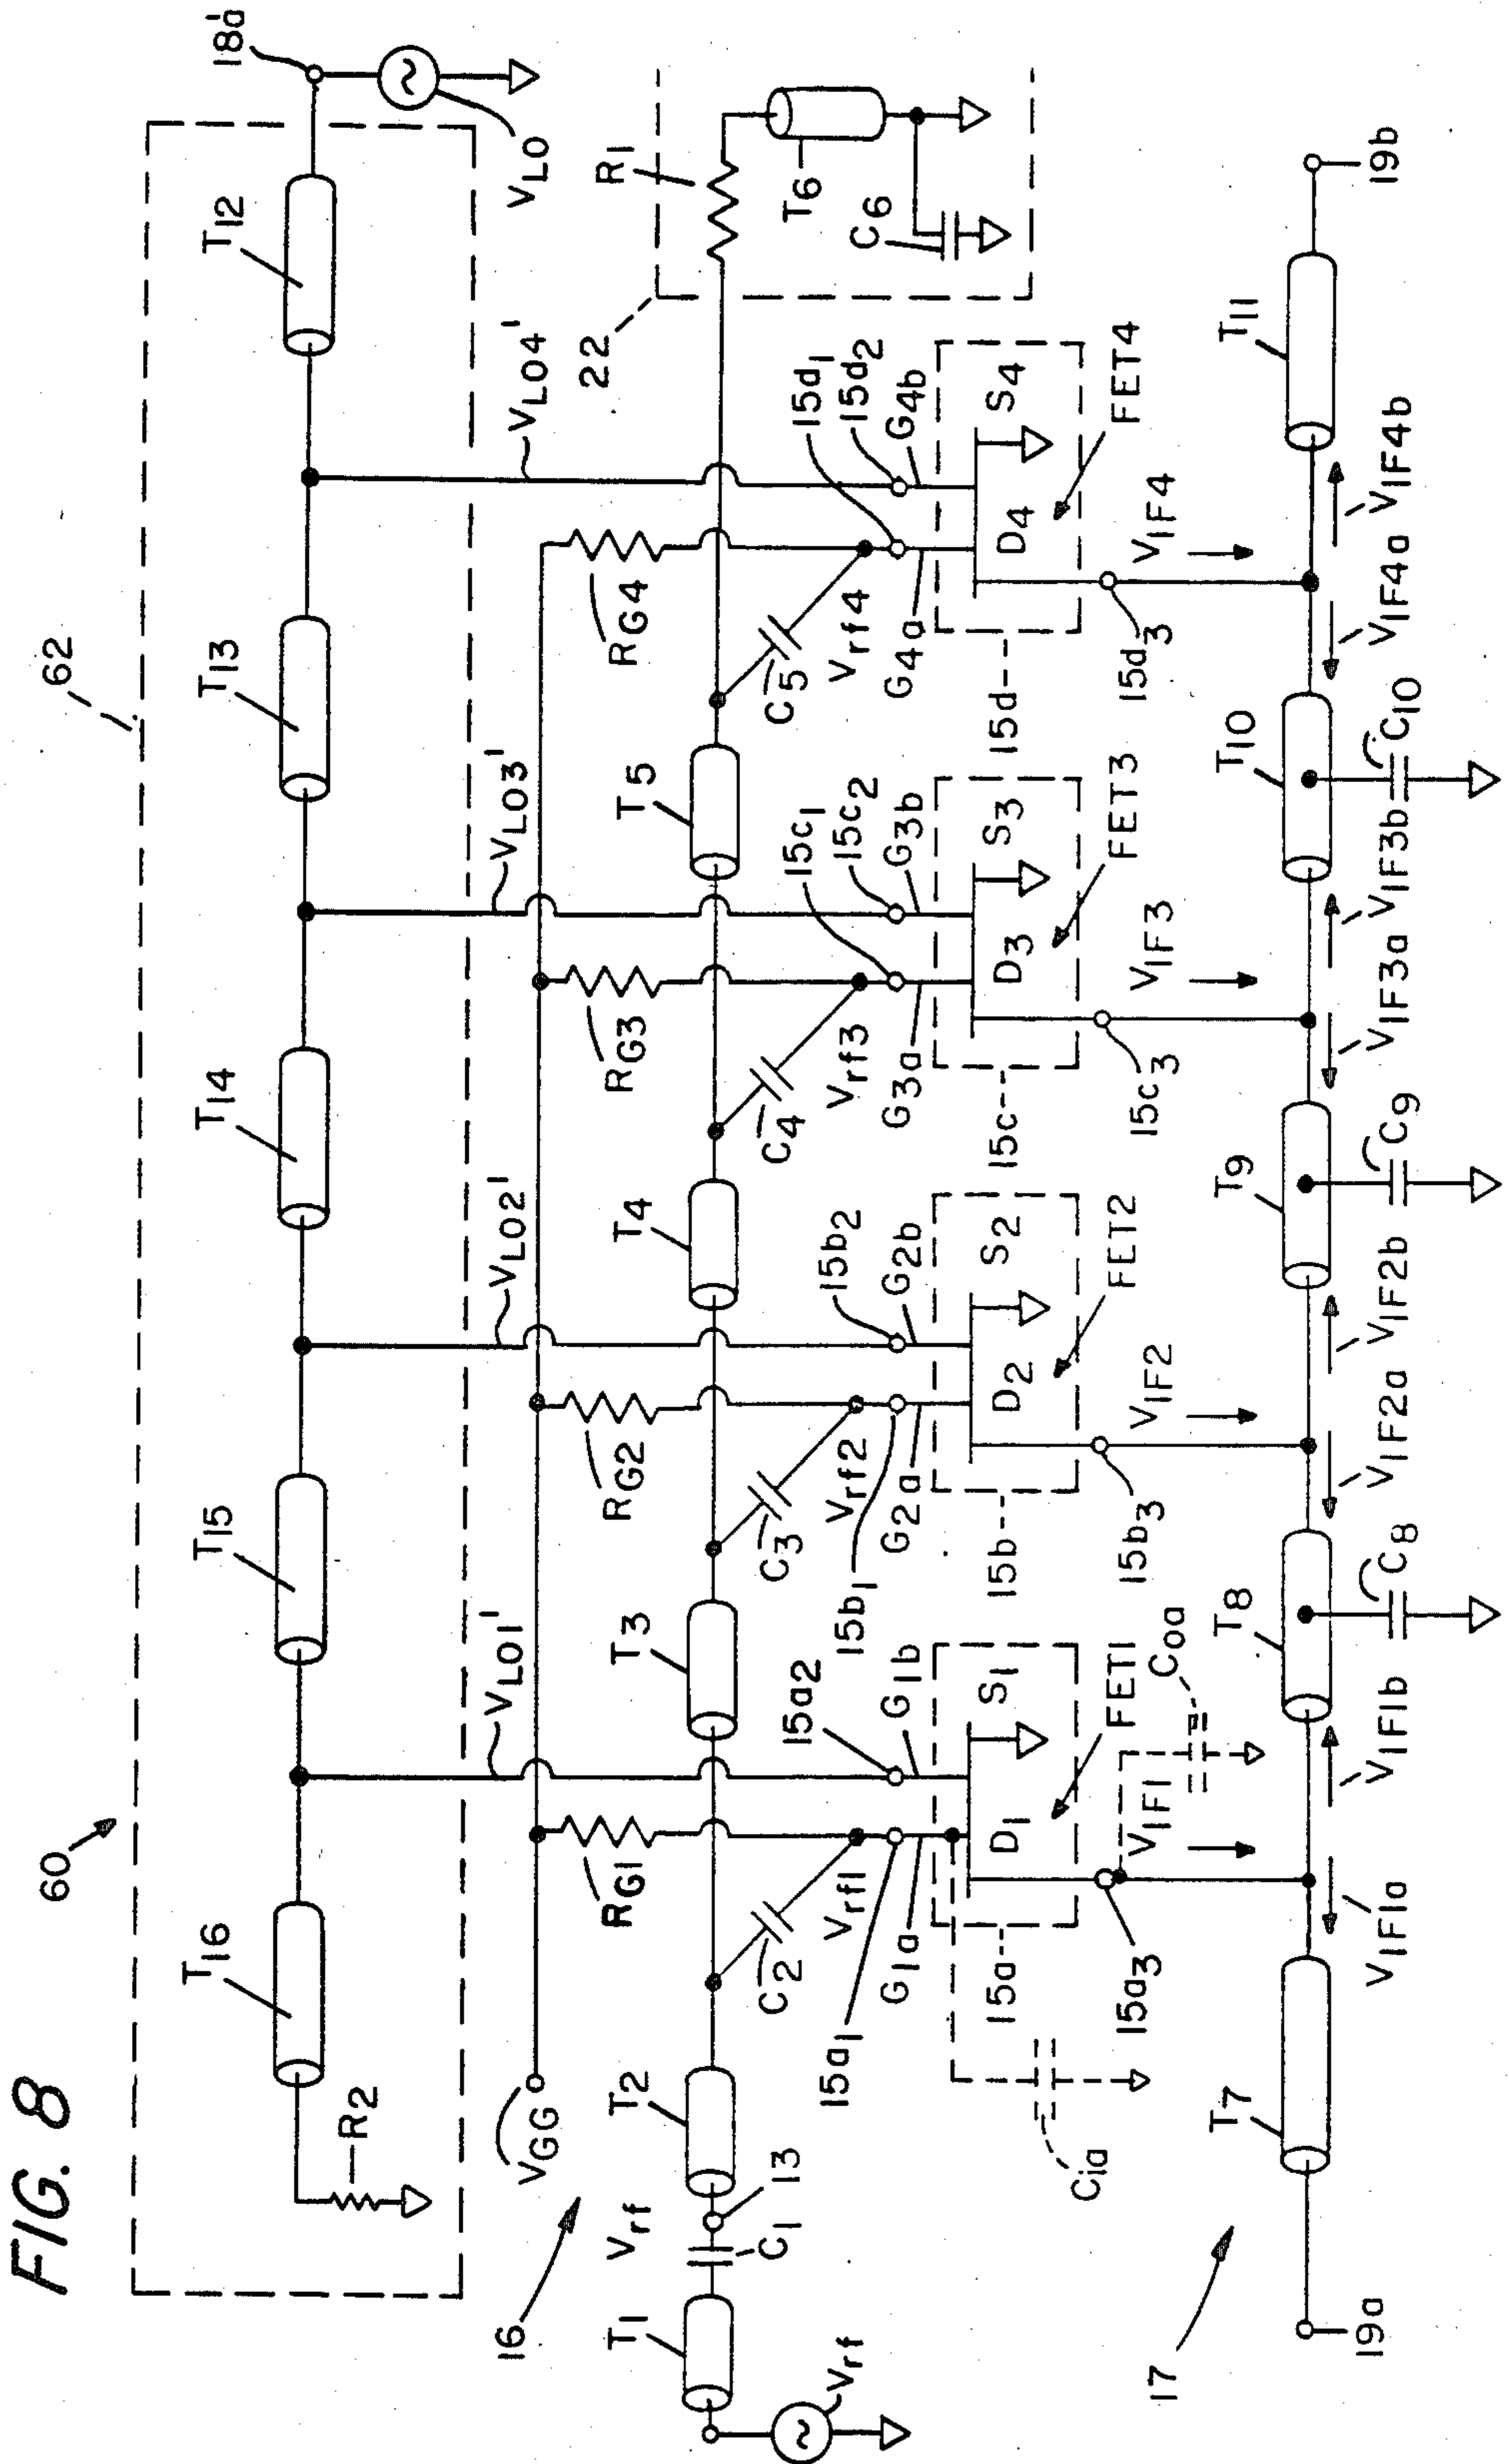 FIG. 8
60
62
T16
T15
T14
T13
T12
18'a
R2
VLO
VLO1'
VLO2'
VLO3'
VLO4'
VGG
16
RG1
RG2
RG3
RG4
22
R1
T6
C6
Vrf
T1
Vrf
C1
13
T2
T3
T4
T5
C2
C3
C4
C5
Vrf1
Vrf2
Vrf3
Vrf4
15a1
15a2
15b1
15b2
15c1
15c2
15d1
15d2
G1a
G1b
G2a
G2b
G3a
G3b
G4a
G4b
15a
D1
S1
15b
D2
S2
15c
D3
S3
15d
D4
S4
Cia
FET1
FET2
FET3
FET4
15a3
VIF1
Coa
15b3
VIF2
15c3
VIF3
15d3
VIF4
17
T7
T8
T9
T10
T11
19a
19b
C8
C9
C10
VIF1a
VIF1b
VIF2a
VIF2b
VIF3a
VIF3b
VIF4a
VIF4b